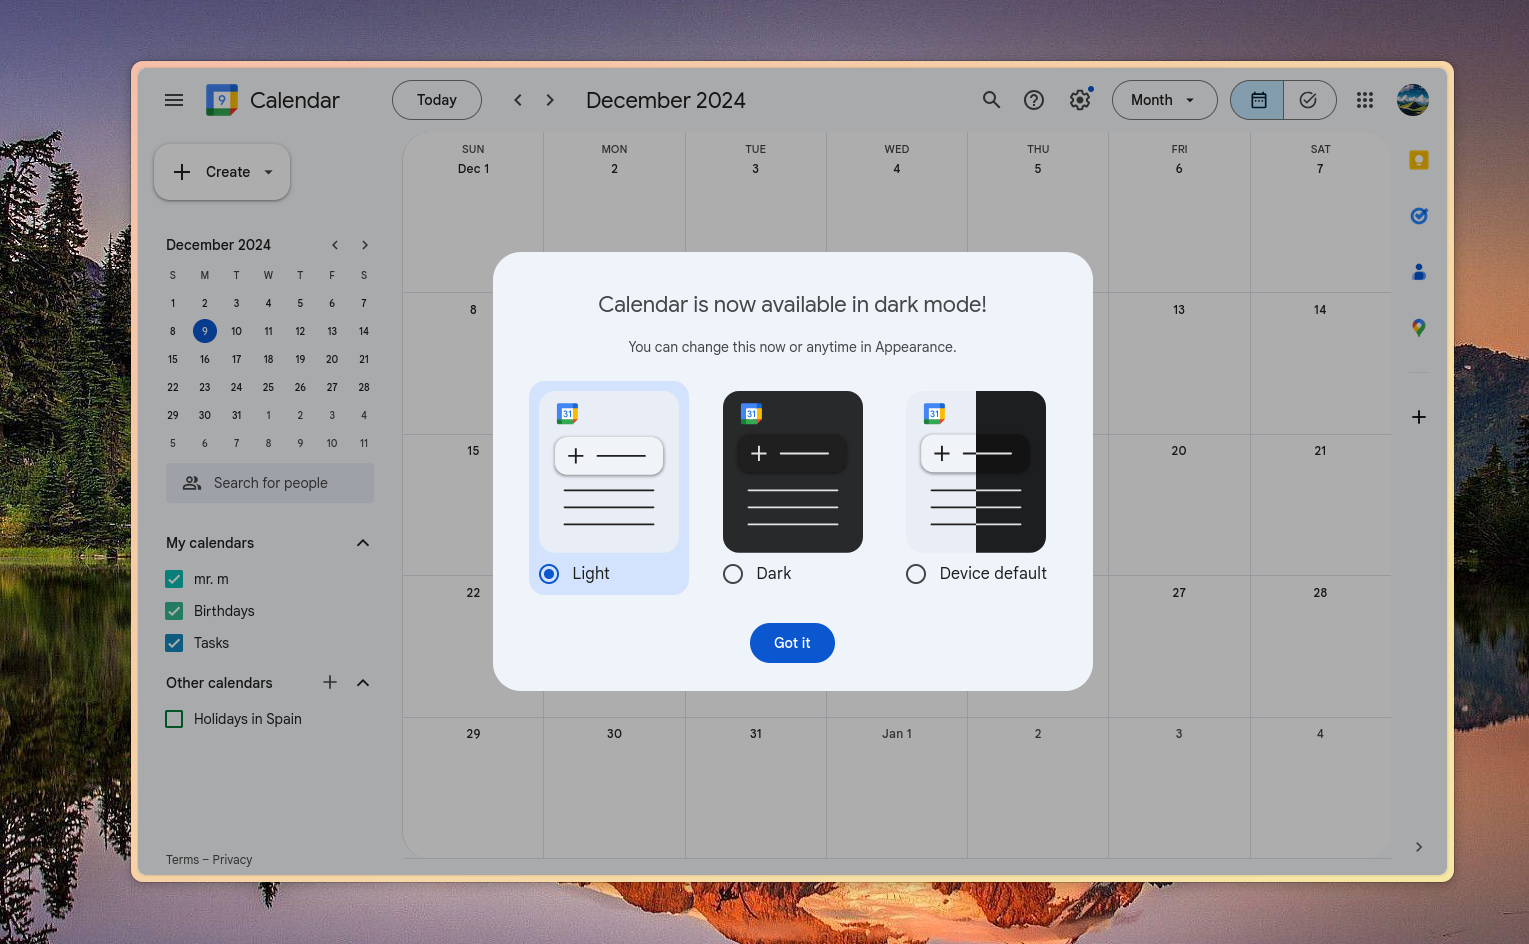 9
Calendar
Today
December 2024
Month
Create
December 2024
S M T W T F S
1 2 3 4 5 6 7
8 9 10 11 12 13 14
15 16 17 18 19 20 21
22 23 24 25 26 27 28
29 30 31 1 2 3 4
5 6 7 8 9 10 11
Search for people
My calendars
mr. m
Birthdays
Tasks
Other calendars
Holidays in Spain
Terms – Privacy
SUN MON TUE WED THU FRI SAT
Dec 1 2 3 4 5 6 7
8 13 14
15 20 21
22 27 28
29 30 31 Jan 1 2 3 4
Calendar is now available in dark mode!
You can change this now or anytime in Appearance.
31 31 31
Light Dark Device default
Got it